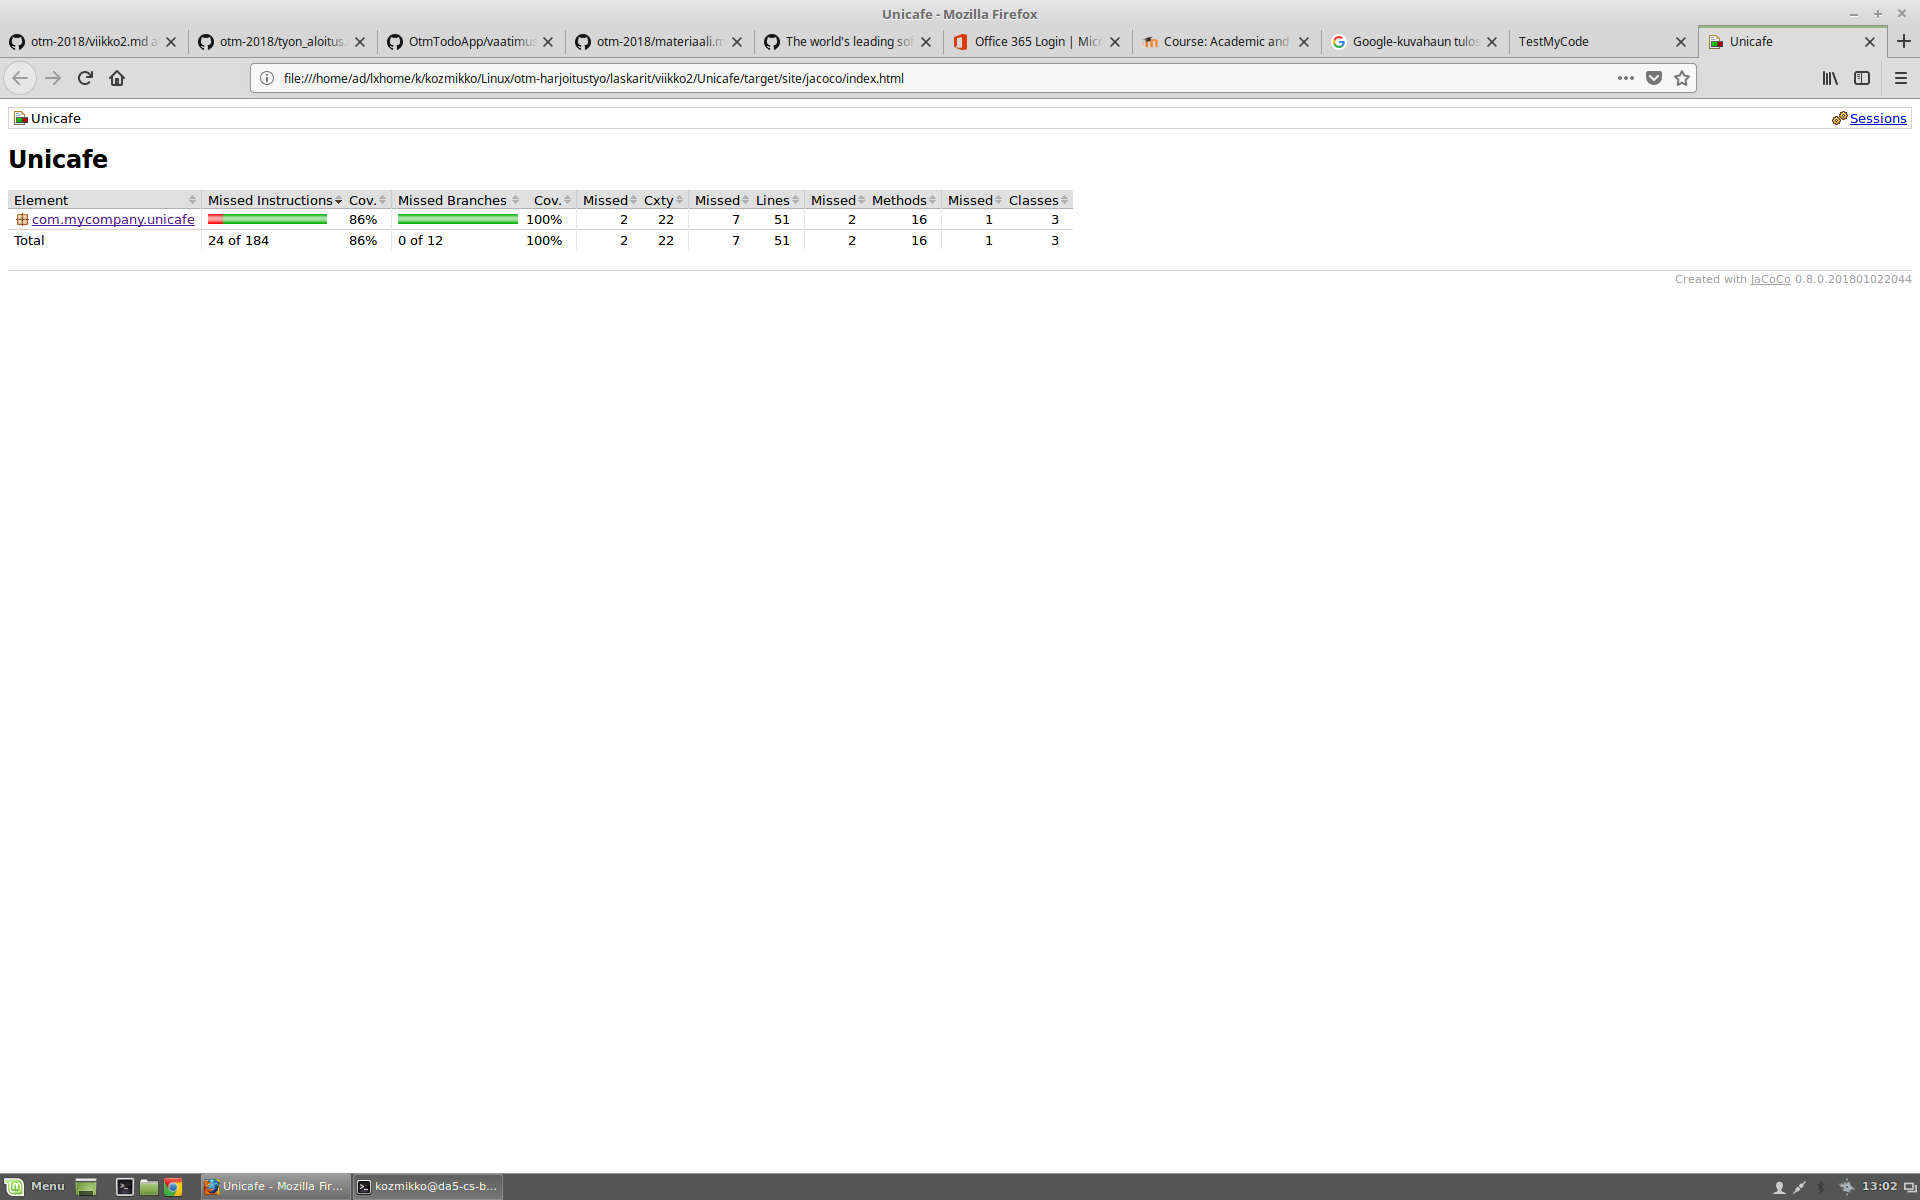 Unicafe - Mozilla Firefox
otm-2018/viikko2.md a
otm-2018/tyon_aloitus.
OtmTodoApp/vaatimus
otm-2018/materiaali.m
The world's leading sof
Office 365 Login | Micr
Course: Academic and
Google-kuvahaun tulos
TestMyCode
Unicafe
file:///home/ad/lxhome/k/kozmikko/Linux/otm-harjoitustyo/laskarit/viikko2/Unicafe/target/site/jacoco/index.html
Unicafe
Sessions
Unicafe
Element Missed Instructions Cov. Missed Branches Cov. Missed Cxty Missed Lines Missed Methods Missed Classes
com.mycompany.unicafe 86% 100% 2 22 7 51 2 16 1 3
Total 24 of 184 86% 0 of 12 100% 2 22 7 51 2 16 1 3
Created with JaCoCo 0.8.0.201801022044
Menu
Unicafe - Mozilla Fir...
kozmikko@da5-cs-b...
13:02